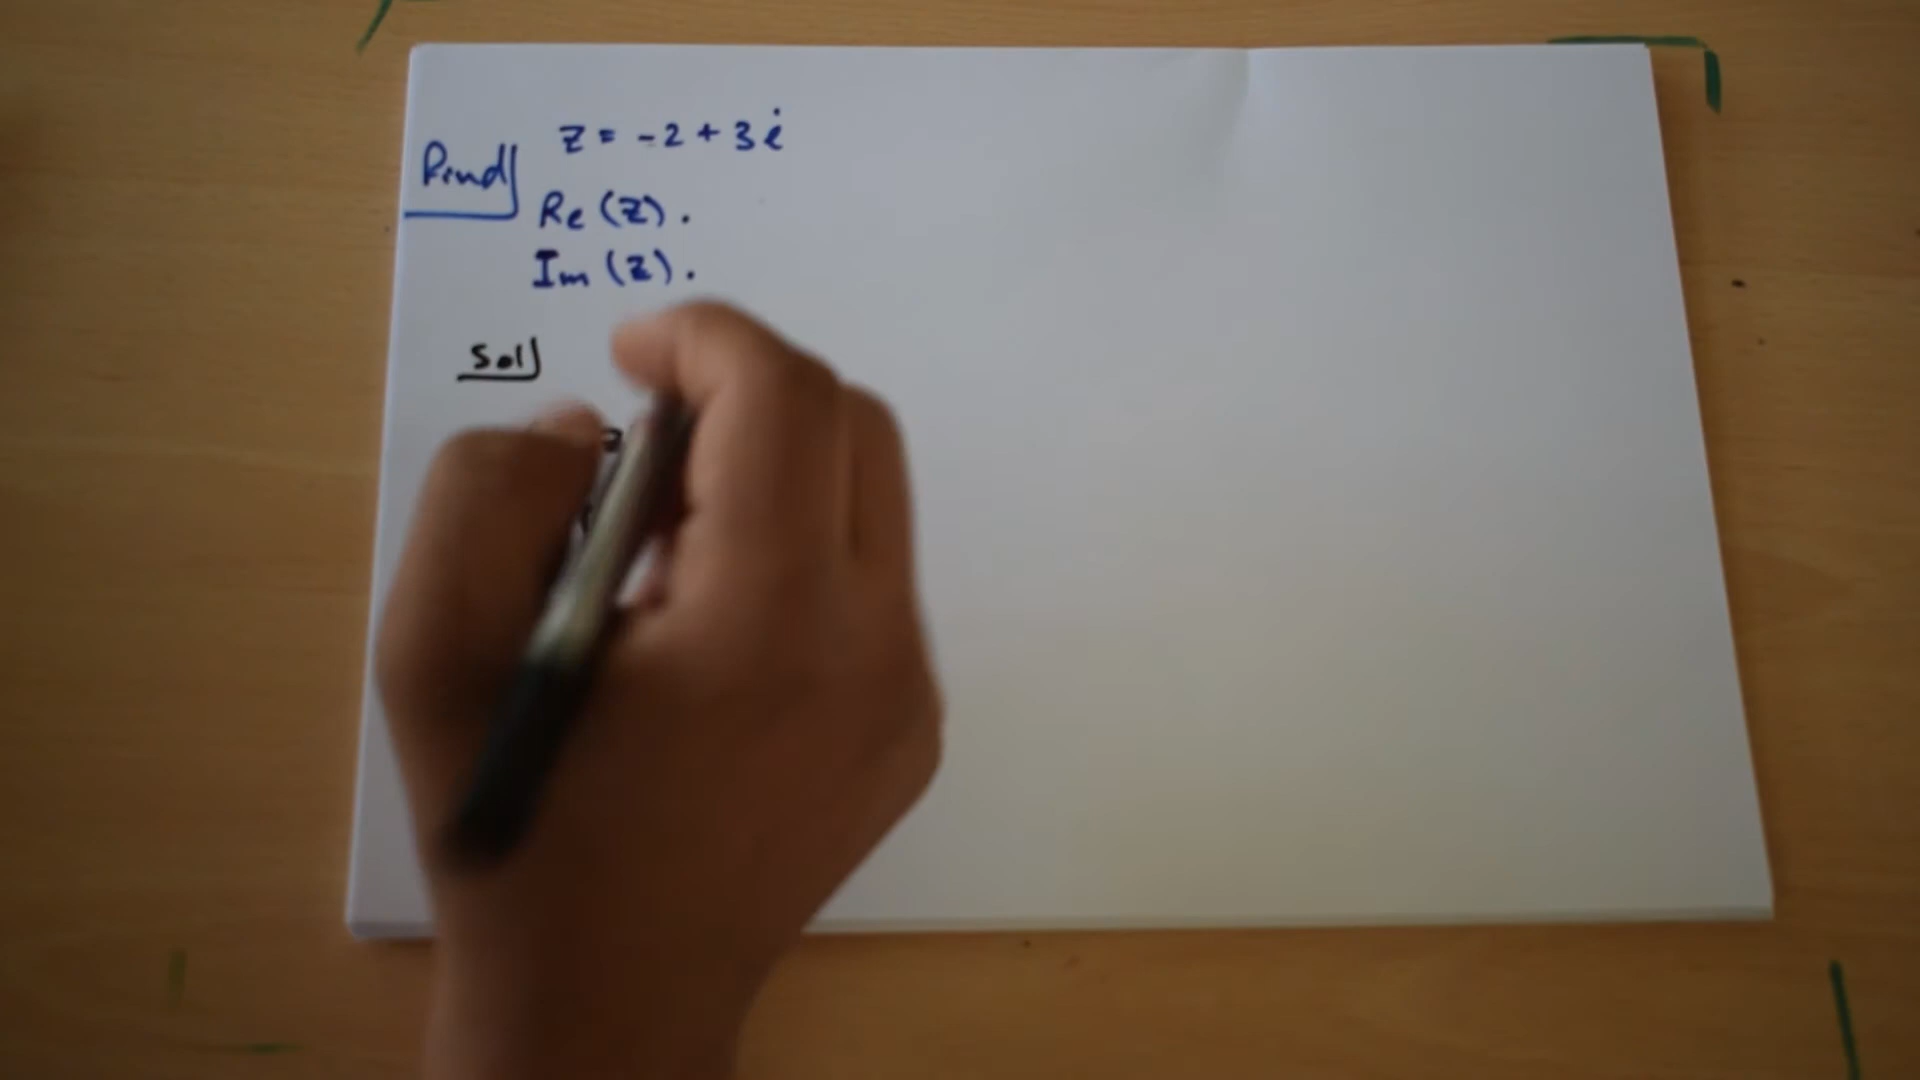 z = -2 + 3i
Find
Re (z).
Im (z).
Sol